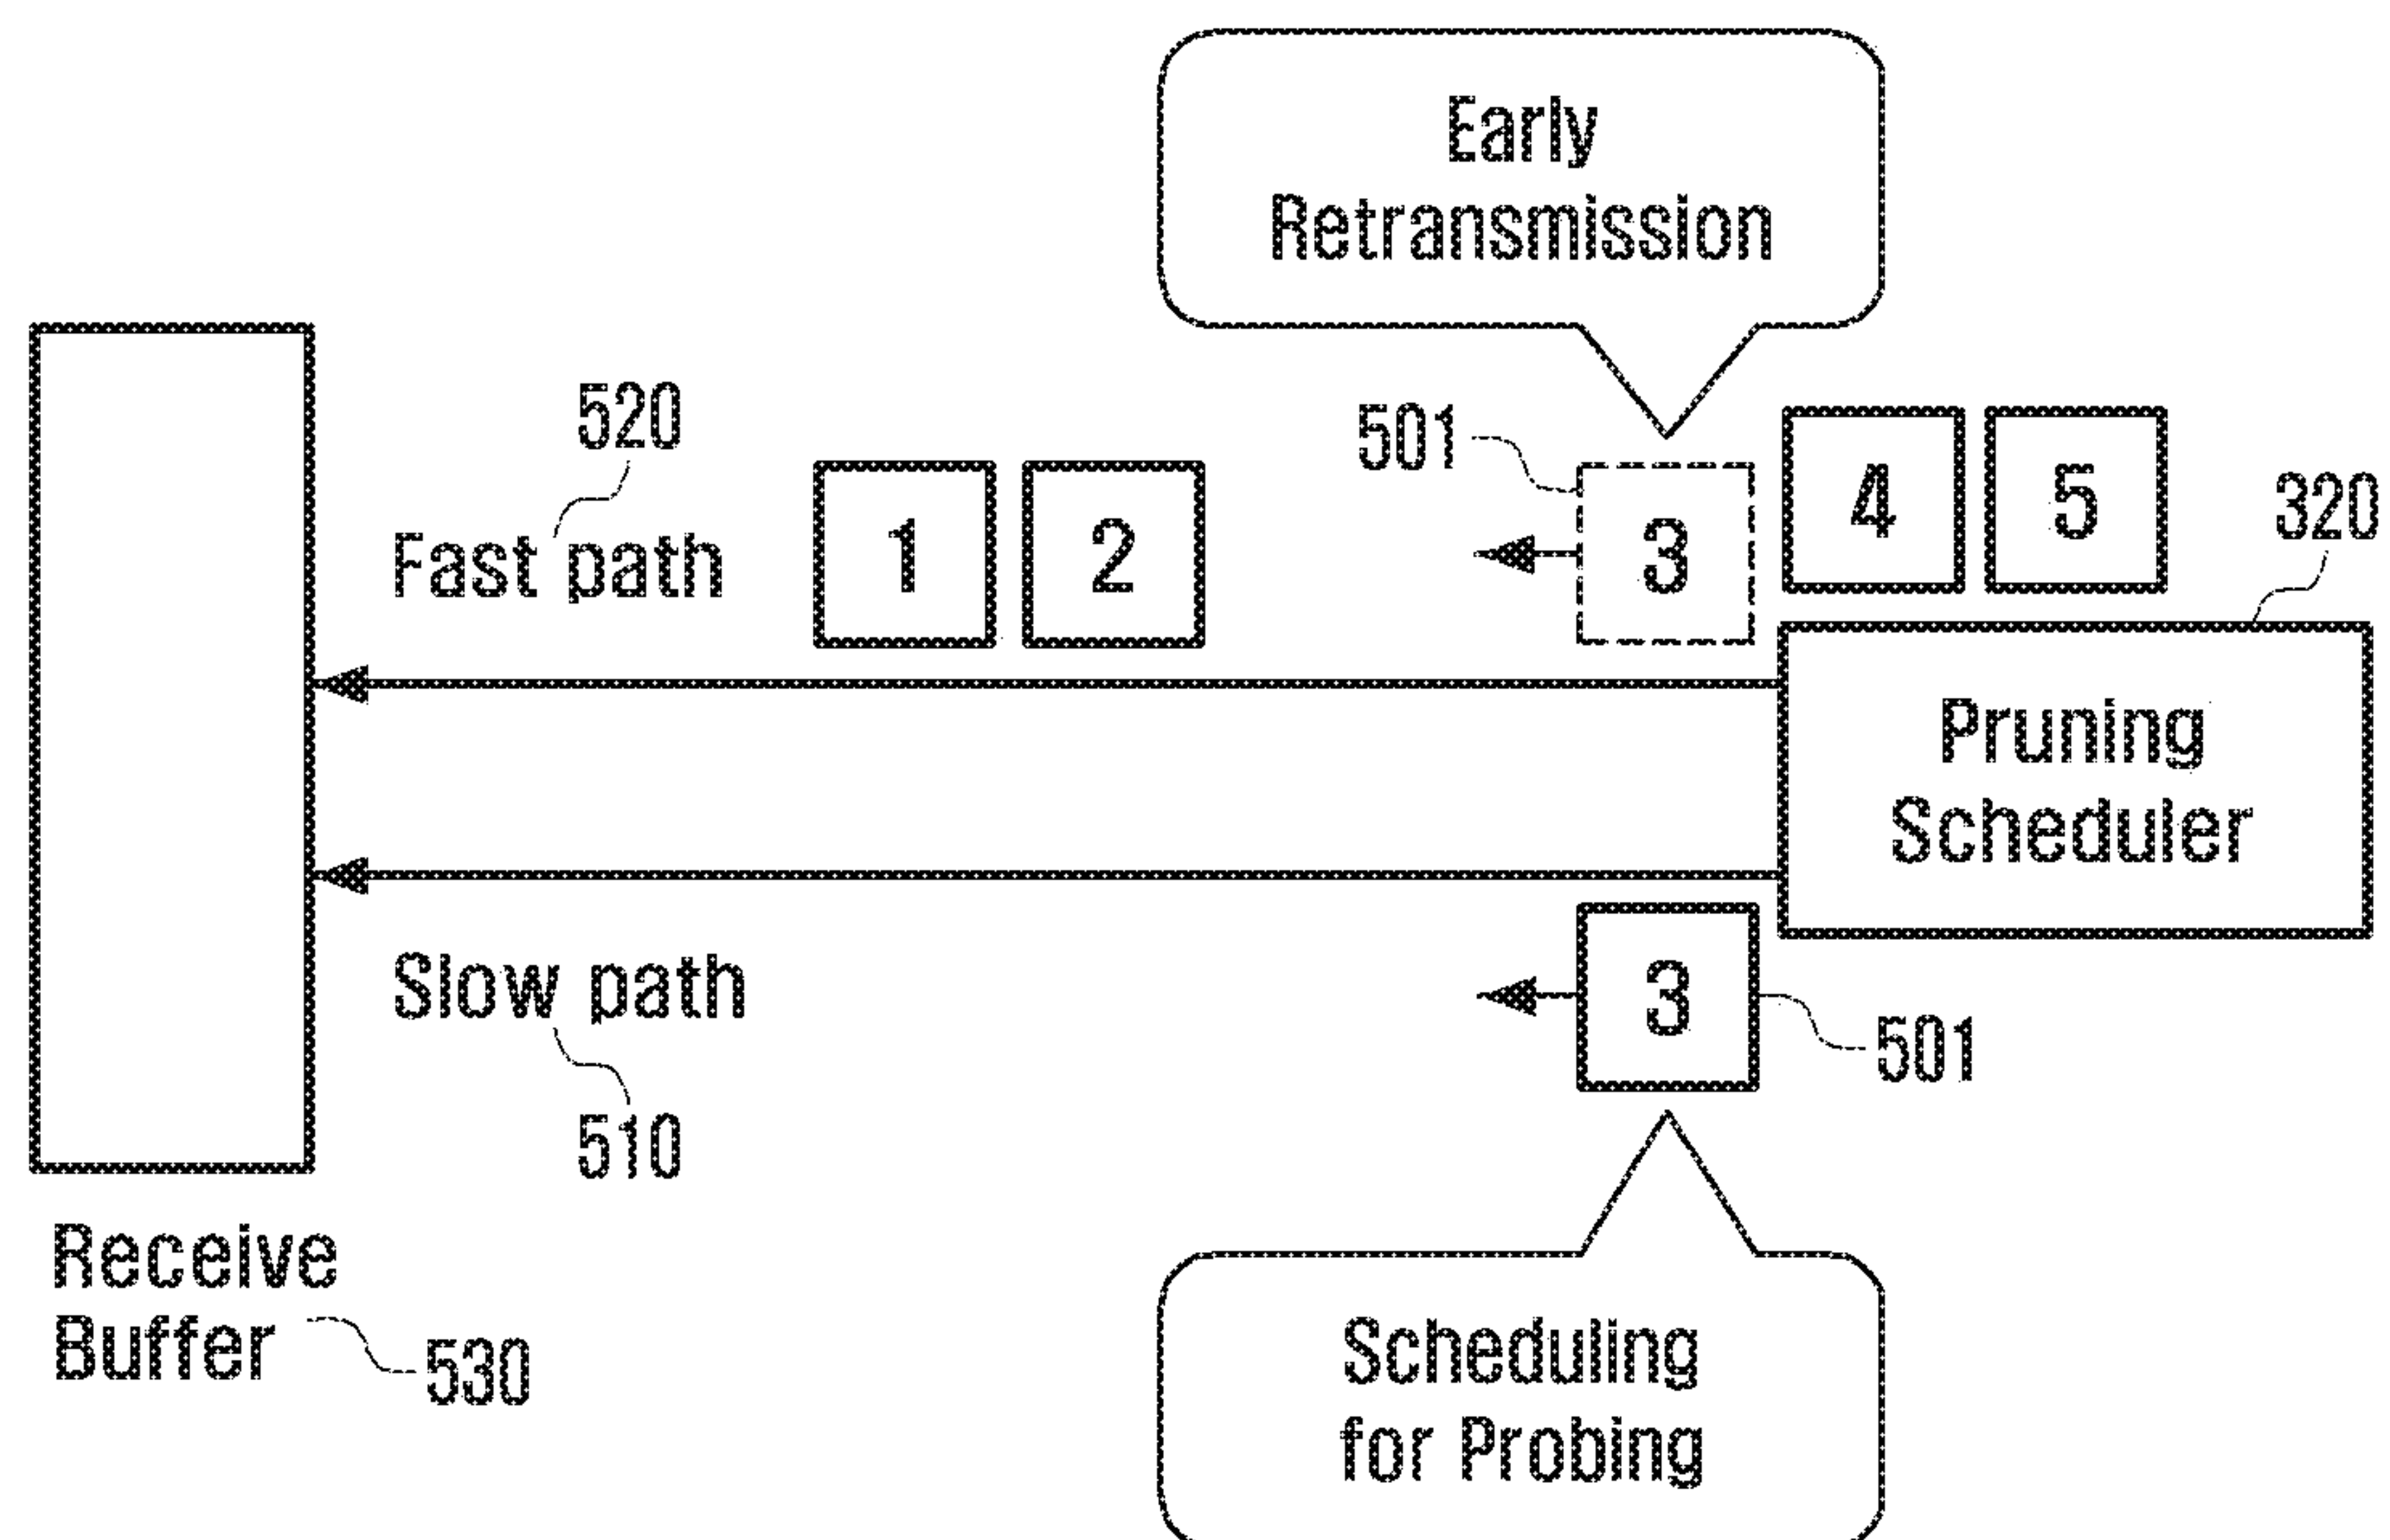 Early
Retransmission
520
501
4
5
320
Fast path
1
2
3
Pruning
Scheduler
Slow path
3
501
510
Receive
Buffer
530
Scheduling
for Probing